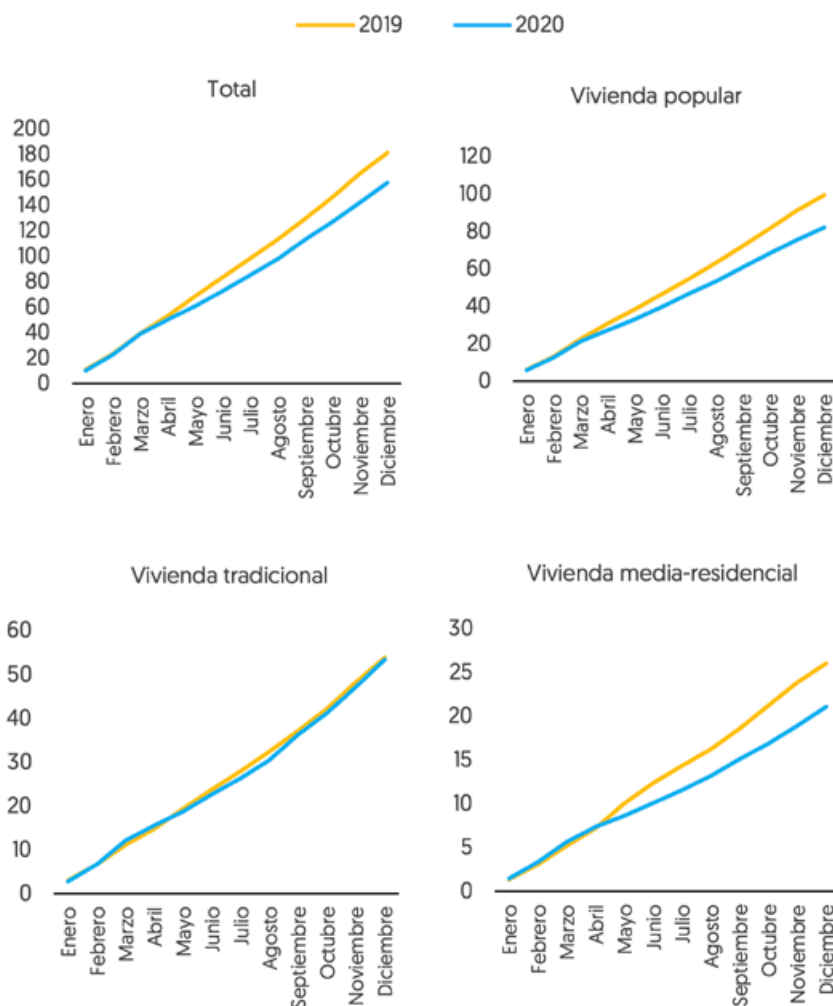 2019 2020
Total
200
180
160
140
120
100
80
60
40
20
0
Enero
Febrero
Marzo
Abril
Mayo
Junio
Julio
Agosto
Septiembre
Octubre
Noviembre
Diciembre
Vivienda popular
120
100
80
60
40
20
0
Enero
Febrero
Marzo
Abril
Mayo
Junio
Julio
Agosto
Septiembre
Octubre
Noviembre
Diciembre
Vivienda tradicional
60
50
40
30
20
10
0
Enero
Febrero
Marzo
Abril
Mayo
Junio
Julio
Agosto
Septiembre
Octubre
Noviembre
Diciembre
Vivienda media-residencial
30
25
20
15
10
5
0
Enero
Febrero
Marzo
Abril
Mayo
Junio
Julio
Agosto
Septiembre
Octubre
Noviembre
Diciembre